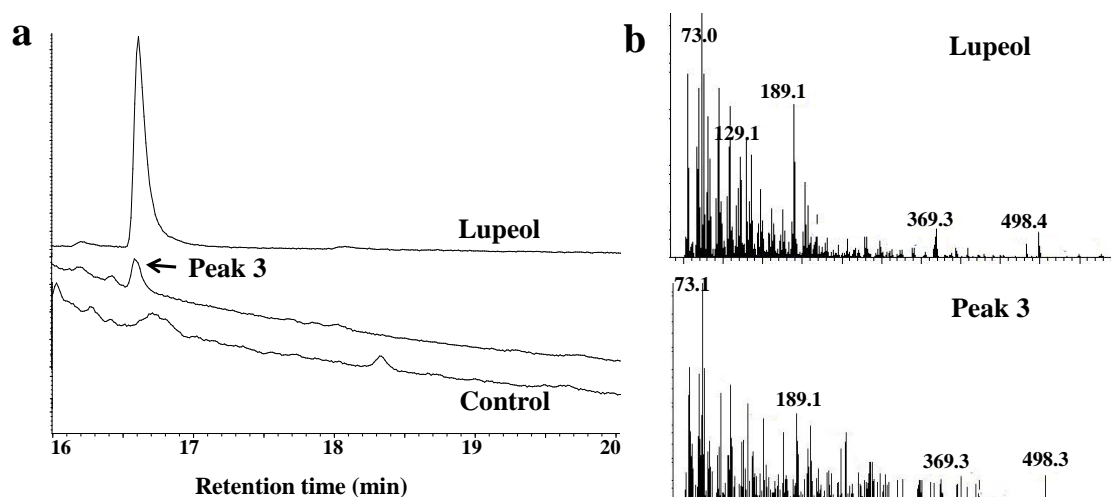 a
Lupeol
Peak 3
Control
16 17 18 19 20
Retention time (min)
b
Lupeol
73.0
189.1
129.1
369.3 498.4
Peak 3
73.1
189.1
369.3 498.3